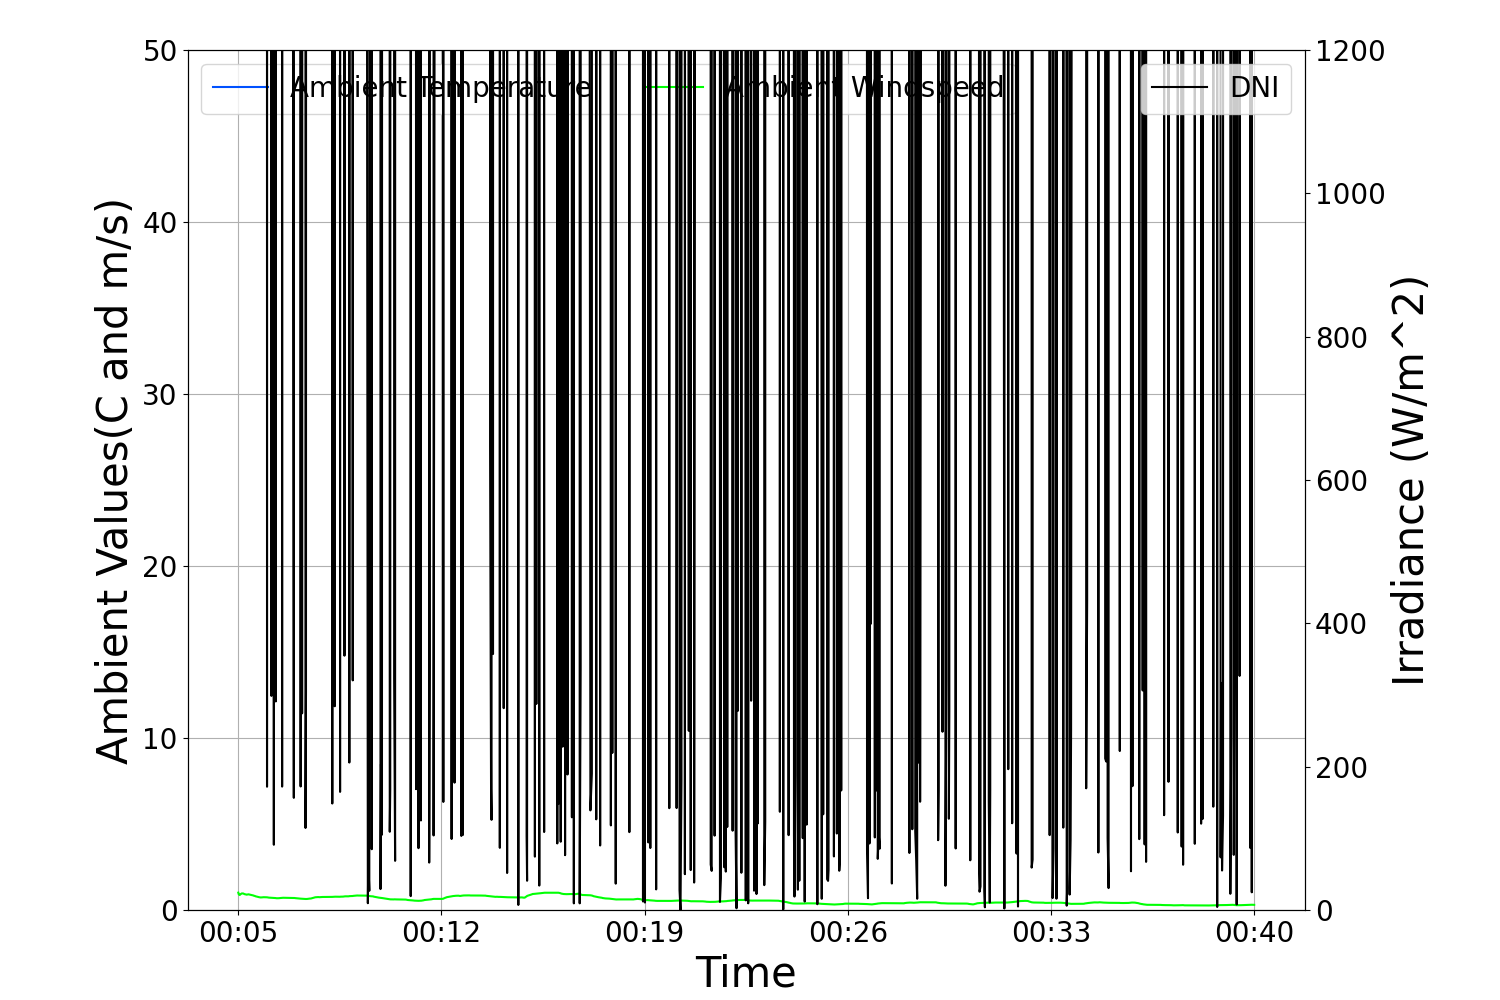 Ambient Temperature
Ambient Windspeed
DNI
Ambient Values(C and m/s)
50
40
30
20
10
0
1200
1000
800
600
400
200
0
Irradiance (W/m^2)
00:05 00:12 00:19 00:26 00:33 00:40
Time